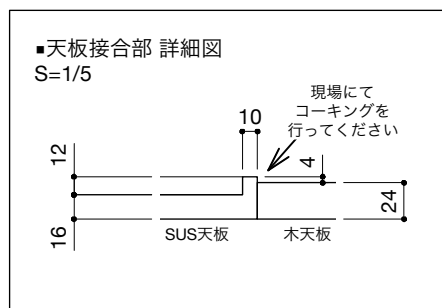 ■天板接合部 詳細図
S=1/5
現場にて
コーキングを
行ってください
10
12
4
24
16
SUS天板
木天板